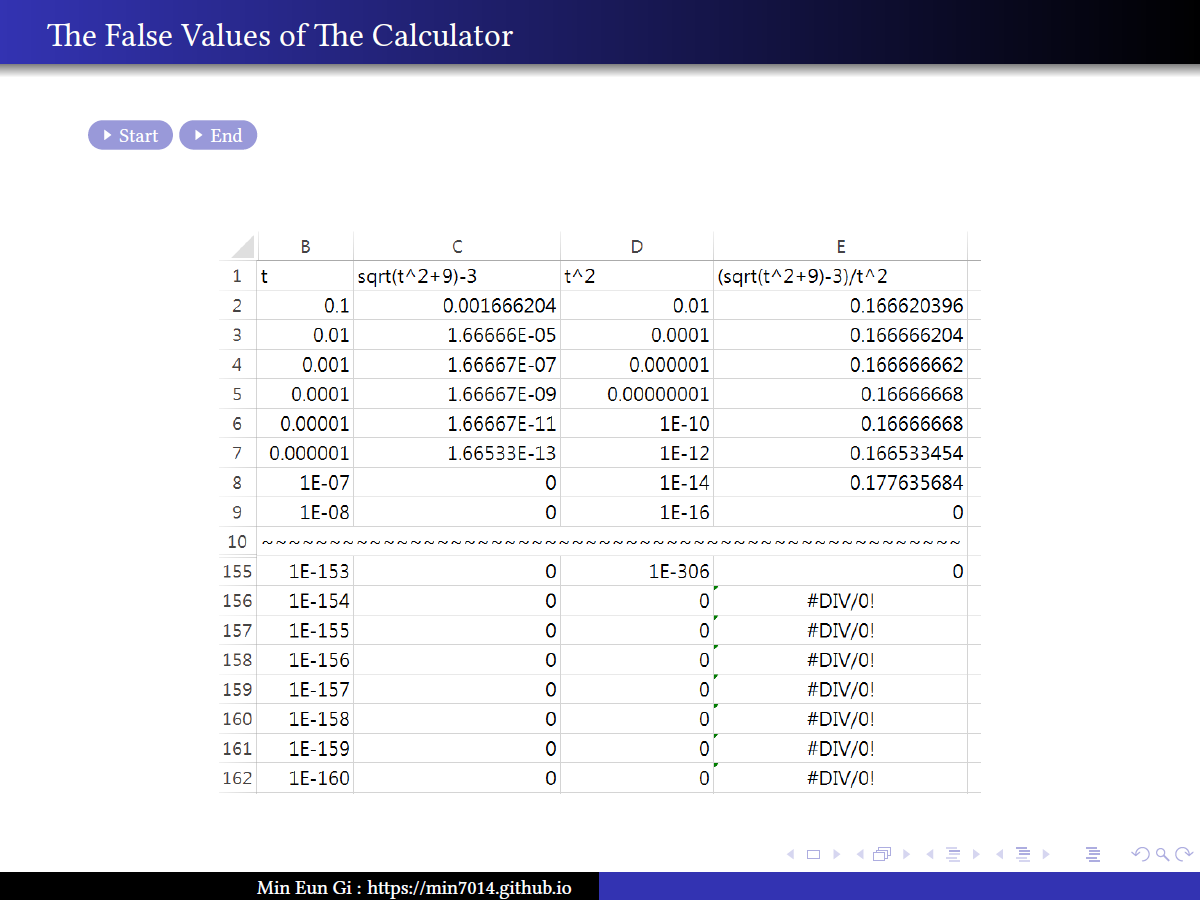 The False Values of The Calculator
Start End
B C D E
1 t sqrt(t^2+9)-3 t^2 (sqrt(t^2+9)-3)/t^2
2 0.1 0.001666204 0.01 0.166620396
3 0.01 1.66666E-05 0.0001 0.166666204
4 0.001 1.66667E-07 0.000001 0.166666662
5 0.0001 1.66667E-09 0.00000001 0.16666668
6 0.00001 1.66667E-11 1E-10 0.16666668
7 0.000001 1.66533E-13 1E-12 0.166533454
8 1E-07 0 1E-14 0.177635684
9 1E-08 0 1E-16 0
10 ~~~~~~~~~~~~~~~~~~~~~~~~~~~~~~~~~~~~~~~~~~~~~~~~~~~~
155 1E-153 0 1E-306 0
156 1E-154 0 0 #DIV/0!
157 1E-155 0 0 #DIV/0!
158 1E-156 0 0 #DIV/0!
159 1E-157 0 0 #DIV/0!
160 1E-158 0 0 #DIV/0!
161 1E-159 0 0 #DIV/0!
162 1E-160 0 0 #DIV/0!
Min Eun Gi : https://min7014.github.io